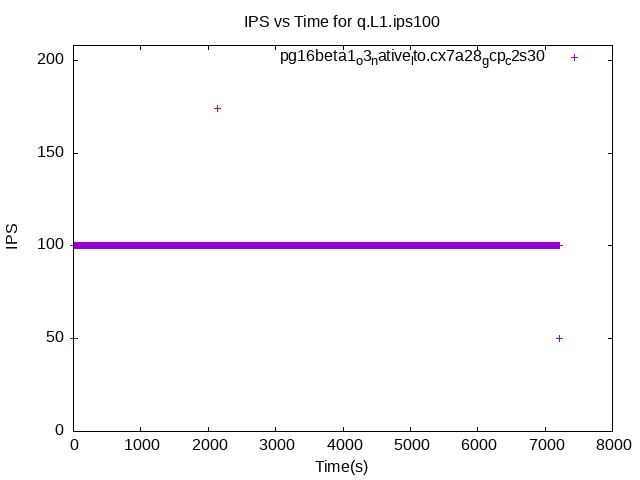 IPS vs Time for q.L1.ips100
pg16beta1ₒ3ₙativeₗto.cx7a28_gcp_c2s30
200
150
100
50
0
IPS
0 1000 2000 3000 4000 5000 6000 7000 8000
Time(s)